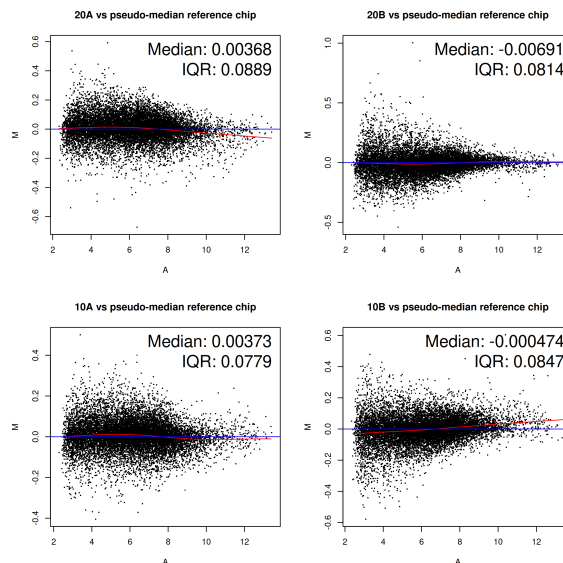 20A vs pseudo-median reference chip
Median: 0.00368
IQR: 0.0889
M
0.6
0.4
0.2
0.0
-0.2
-0.4
-0.6
2 4 6 8 10 12
A
20B vs pseudo-median reference chip
Median: -0.00691
IQR: 0.0814
M
1.0
0.5
0.0
-0.5
2 4 6 8 10 12
A
10A vs pseudo-median reference chip
Median: 0.00373
IQR: 0.0779
M
0.4
0.2
0.0
-0.2
-0.4
2 4 6 8 10 12
A
10B vs pseudo-median reference chip
Median: -0.000474
IQR: 0.0847
M
0.6
0.4
0.2
0.0
-0.2
-0.4
-0.6
2 4 6 8 10 12
A